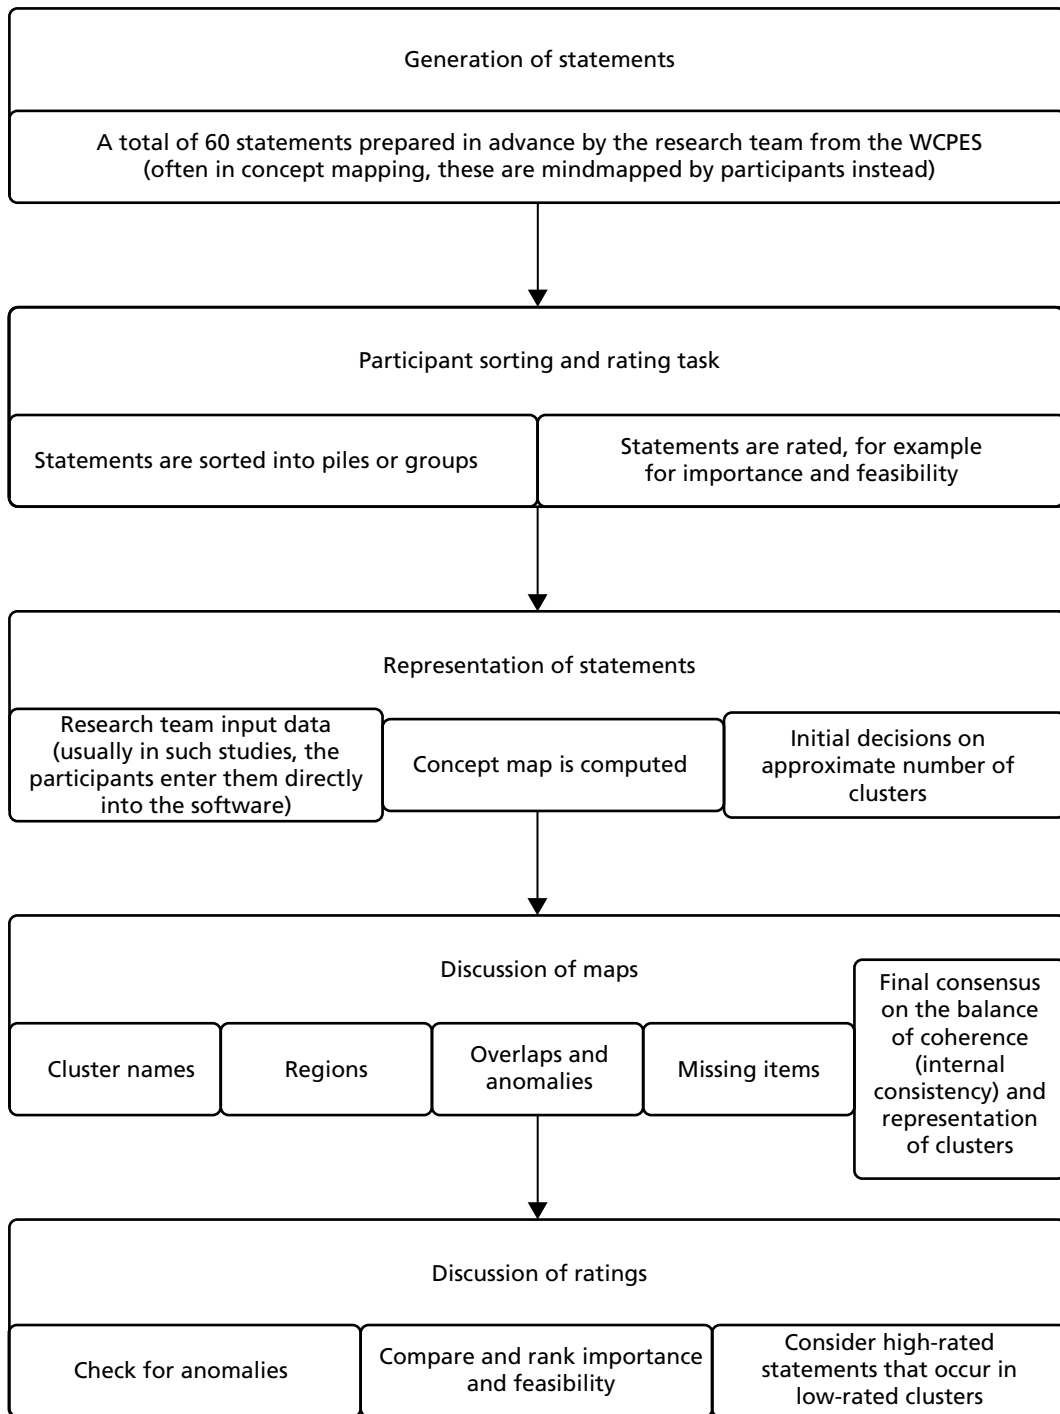 Generation of statements
A total of 60 statements prepared in advance by the research team from the WCPES
(often in concept mapping, these are mindmapped by participants instead)
Participant sorting and rating task
Statements are sorted into piles or groups
Statements are rated, for example
for importance and feasibility
Representation of statements
Research team input data
(usually in such studies, the
participants enter them directly
into the software)
Concept map is computed
Initial decisions on
approximate number of
clusters
Discussion of maps
Cluster names
Regions
Overlaps and
anomalies
Missing items
Final consensus
on the balance
of coherence
(internal
consistency) and
representation
of clusters
Discussion of ratings
Check for anomalies
Compare and rank importance
and feasibility
Consider high-rated
statements that occur in
low-rated clusters